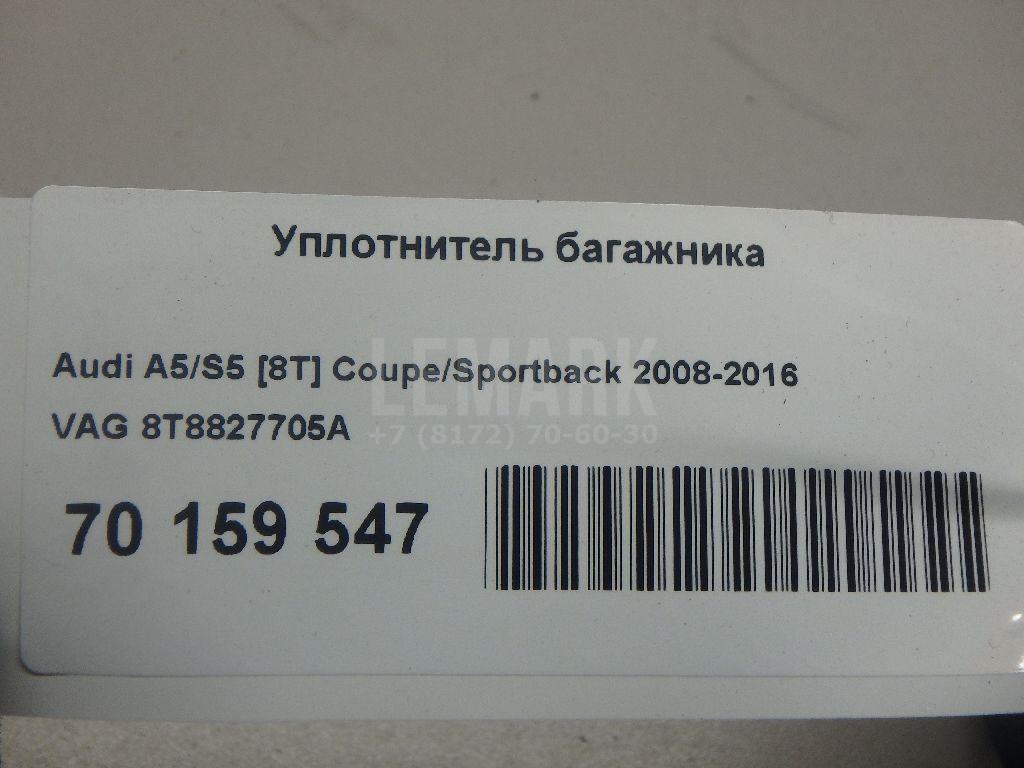 Уплотнитель багажника
LEMARK
Audi A5/S5 [8T] Coupe/Sportback 2008-2016
VAG 8T8827705A
+7 (8172) 70-60-30
70 159 547